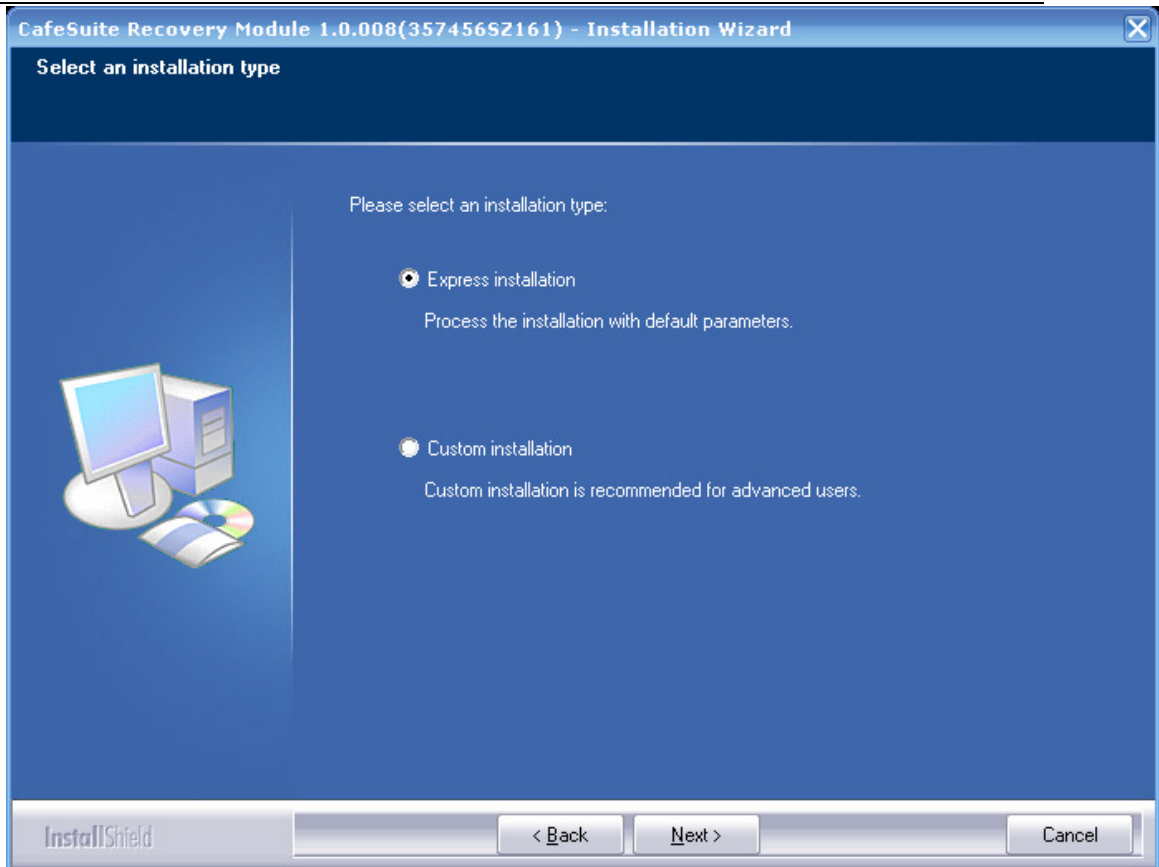 CafeSuite Recovery Module 1.0.008(357456SZ161) - Installation Wizard
Select an installation type
Please select an installation type:
Express installation
Process the installation with default parameters.
Custom installation
Custom installation is recommended for advanced users.
InstallShield
< Back
Next >
Cancel